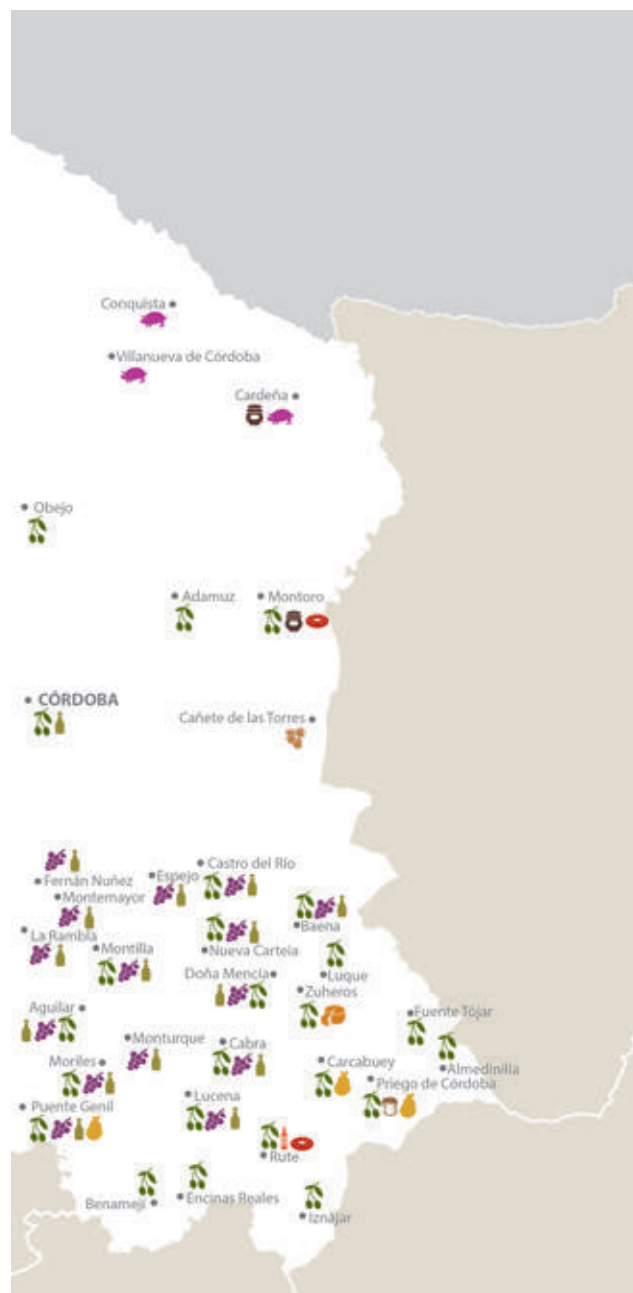 Conquista
Villanueva de Córdoba
Cardeña
Obejo
Adamuz
Montoro
CÓRDOBA
Cañete de las Torres
Castro del Río
Espejo
Fernán Nuñez
Montemayor
Baena
La Rambla
Montilla
Nueva Carteia
Doña Mencía
Luque
Zuheros
Aguilar
Fuente Tójar
Monturque
Cabra
Moriles
Carcabuey
Almedinilla
Priego de Córdoba
Lucena
Puente Genil
Rute
Encinas Reales
Benamejí
Iznájar